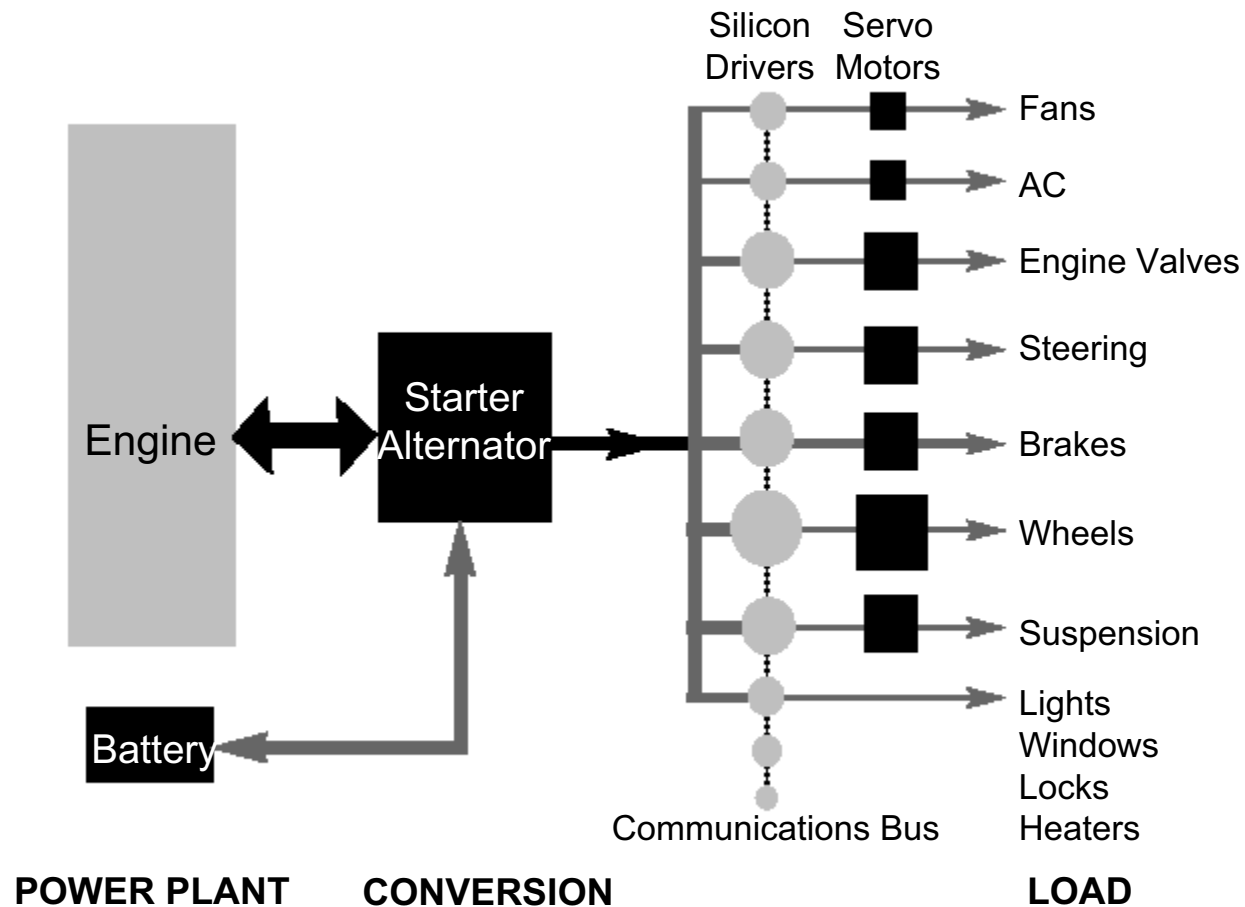 Silicon
Drivers
Servo
Motors
Fans
AC
Engine Valves
Steering
Brakes
Wheels
Suspension
Lights
Windows
Locks
Heaters
Engine
Starter
Alternator
Battery
Communications Bus
POWER PLANT
CONVERSION
LOAD